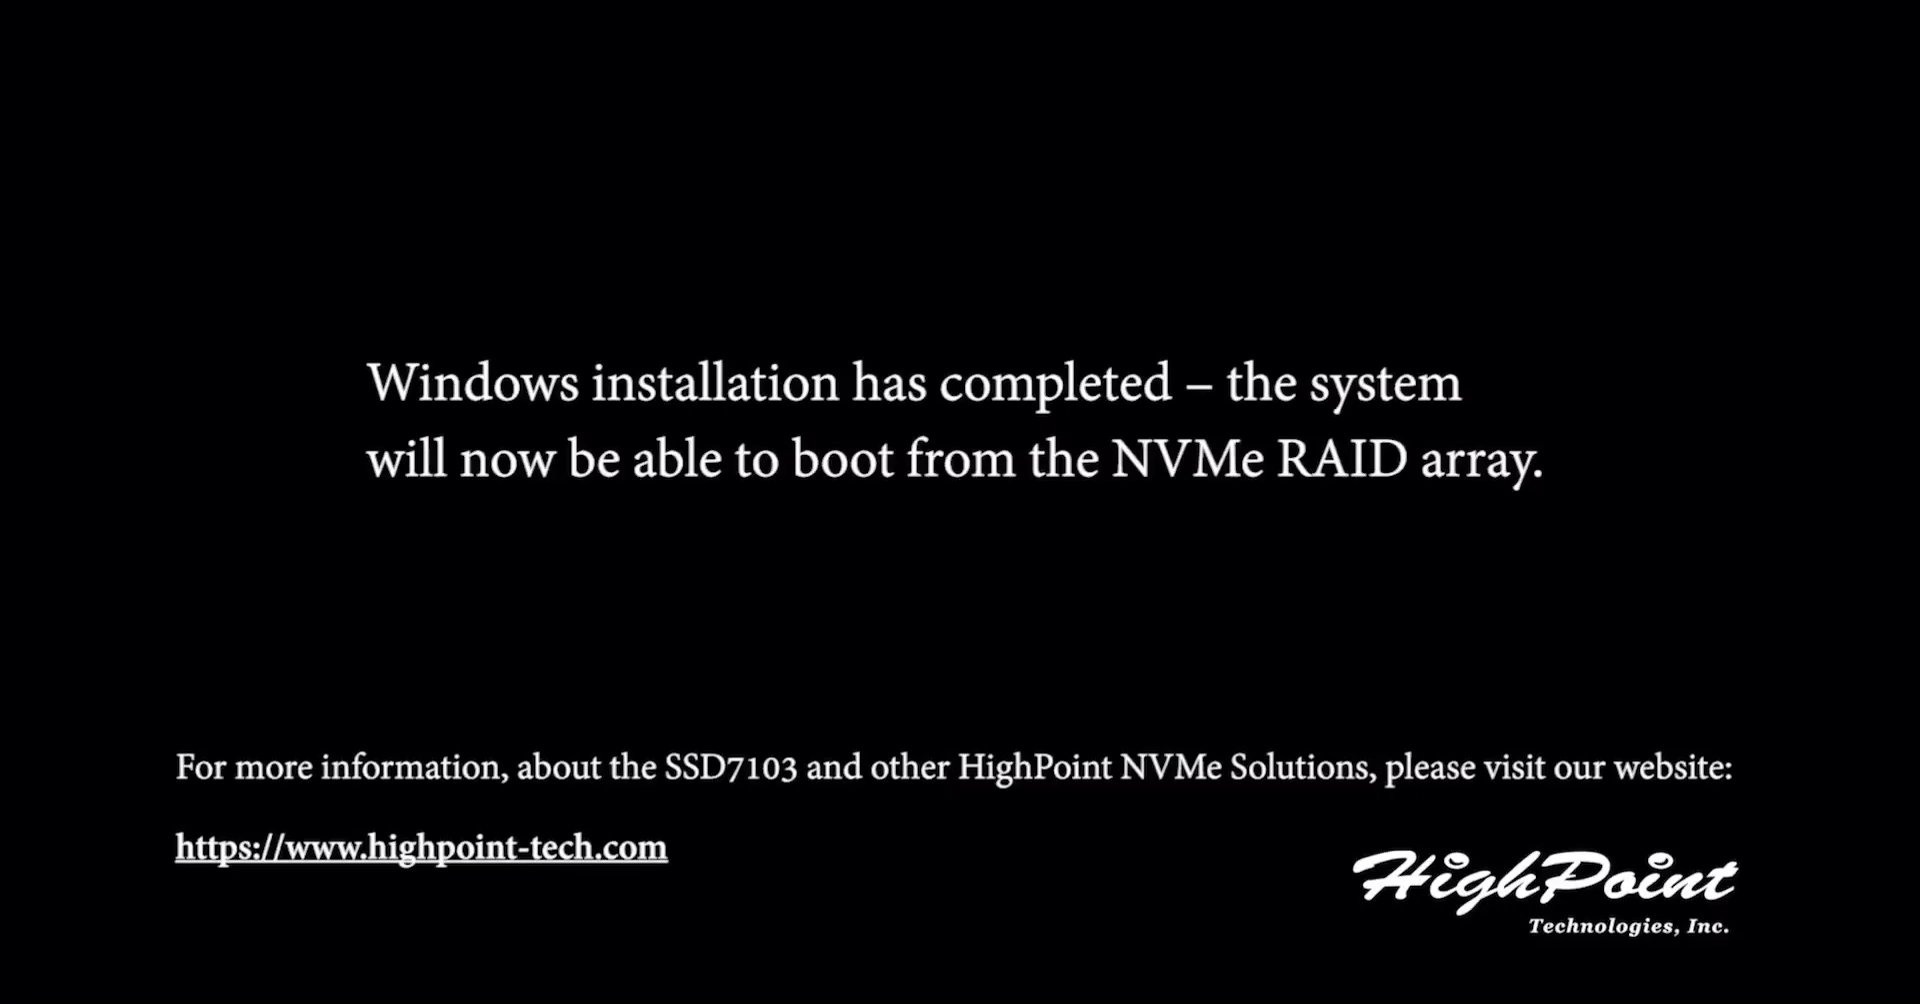 Windows installation has completed – the system
will now be able to boot from the NVMe RAID array.
For more information, about the SSD7103 and other HighPoint NVMe Solutions, please visit our website:
https://www.highpoint-tech.com
HighPoint
Technologies, Inc.